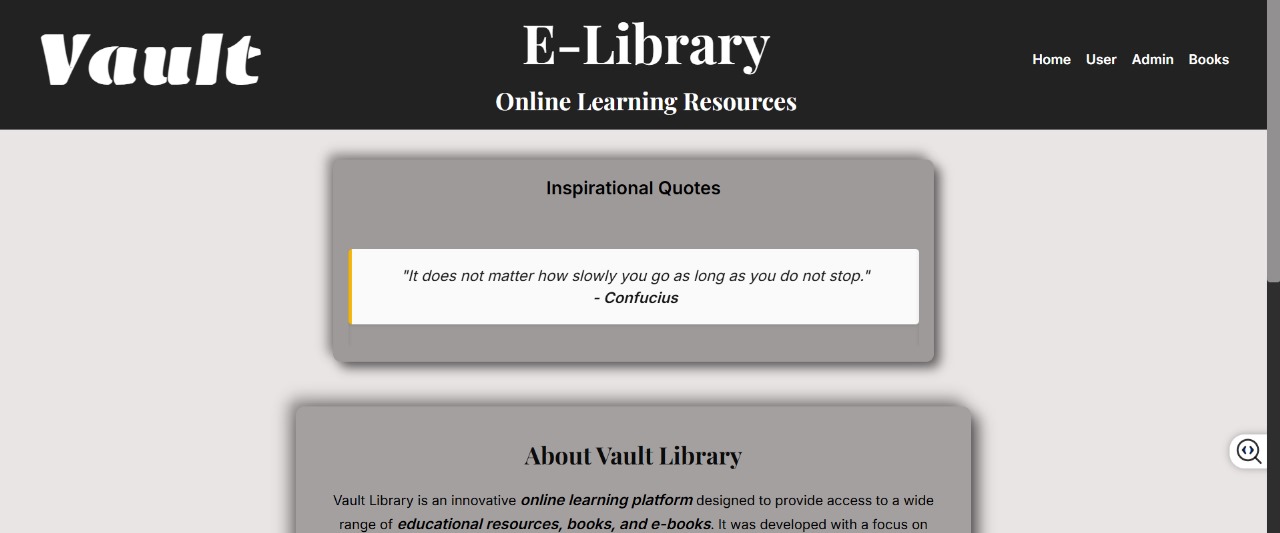 Vault
E-Library
Online Learning Resources
Home User Admin Books
Inspirational Quotes
"It does not matter how slowly you go as long as you do not stop."
- Confucius
About Vault Library
Vault Library is an innovative online learning platform designed to provide access to a wide
range of educational resources, books, and e-books. It was developed with a focus on